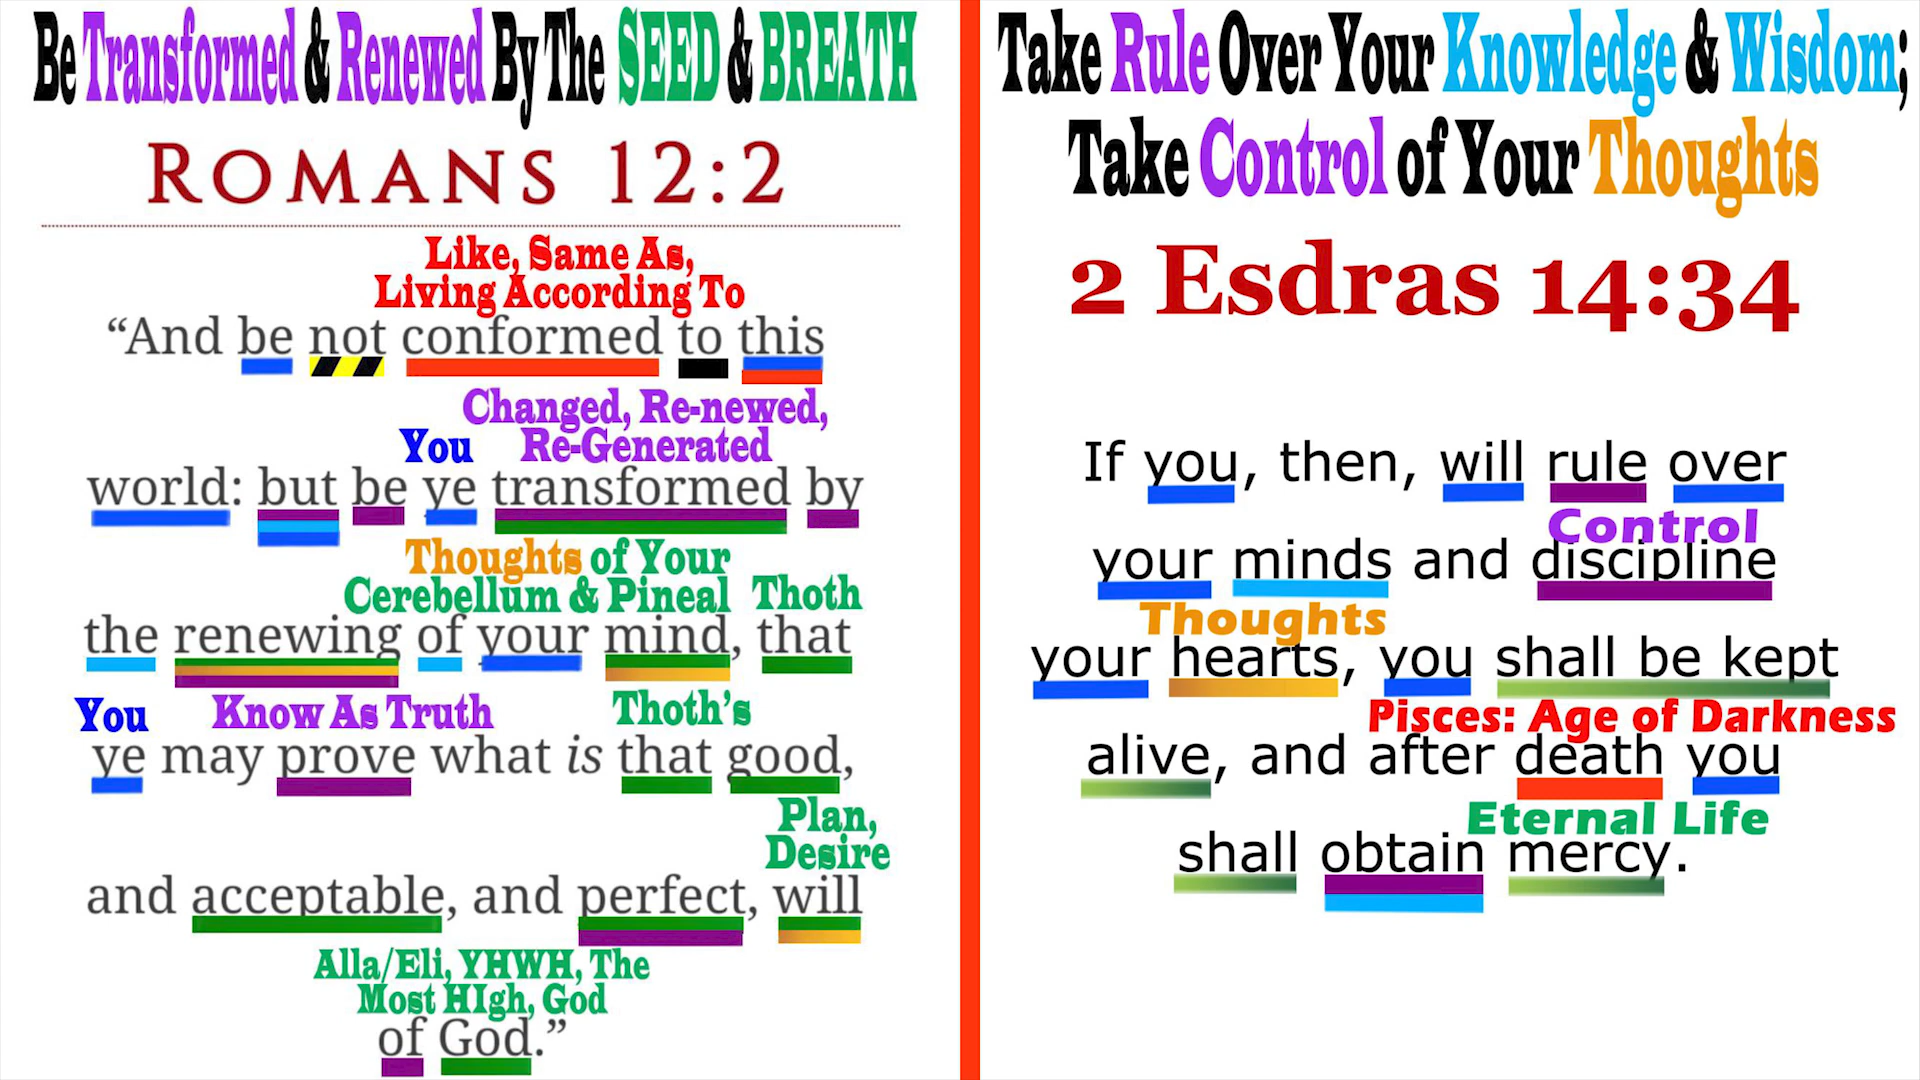 Be Transformed & Renewed By The SEED & BREATH
ROMANS 12:2
Like, Same As,
Living According To
“And be not conformed to this
Changed, Re-newed,
You Re-Generated
world: but be ye transformed by
Thoughts of Your
Cerebellum & Pineal Thoth
the renewing of your mind, that
You Know As Truth Thoth's
ye may prove what is that good,
Plan,
Desire
and acceptable, and perfect, will
Alla/Eli, YHWH, The
Most HIgh, God
of God.”
Take Rule Over Your Knowledge & Wisdom;
Take Control of Your Thoughts
2 Esdras 14:34
If you, then, will rule over
Control
your minds and discipline
Thoughts
your hearts, you shall be kept
Pisces: Age of Darkness
alive, and after death you
Eternal Life
shall obtain mercy.